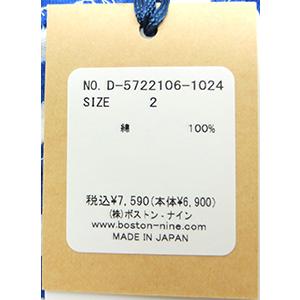 NO. D-5722106-1024
SIZE 2
綿 100%
税込¥7,590(本体¥6,900)
(株)ボストン・ナイン
www.boston-nine.com
MADE IN JAPAN